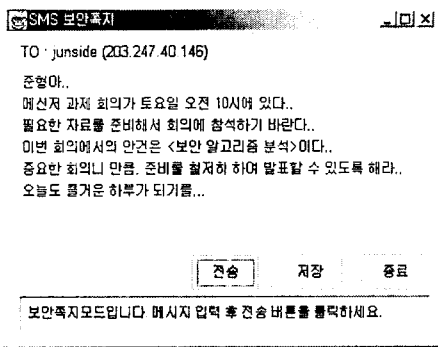 SMS 보안쪽지
TO : junside (203.247.40.146)
준형아..
메신저 과제 회의가 토요일 오전 10시에 있다..
필요한 자료를 준비해서 회의에 참석하기 바란다..
이번 회의에서의 안건은 <보안 알고리즘 분석>이다..
중요한 회의니 만큼, 준비를 철저히 하여 발표할 수 있도록 해라..
오늘도 즐거운 하루가 되기를...
전송 저장 종료
보안쪽지모드입니다. 메시지 입력 후 전송 버튼을 클릭하세요.